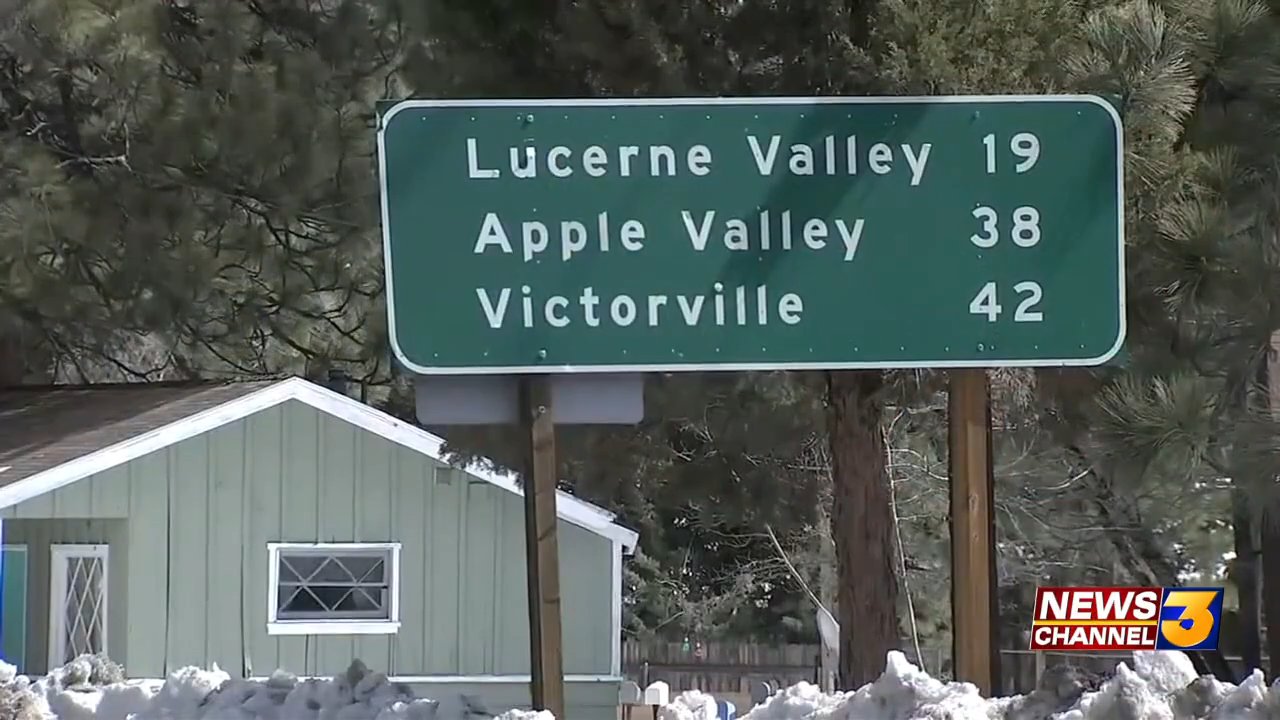 Lucerne Valley 19
Apple Valley 38
Victorville 42
NEWS 3
CHANNEL